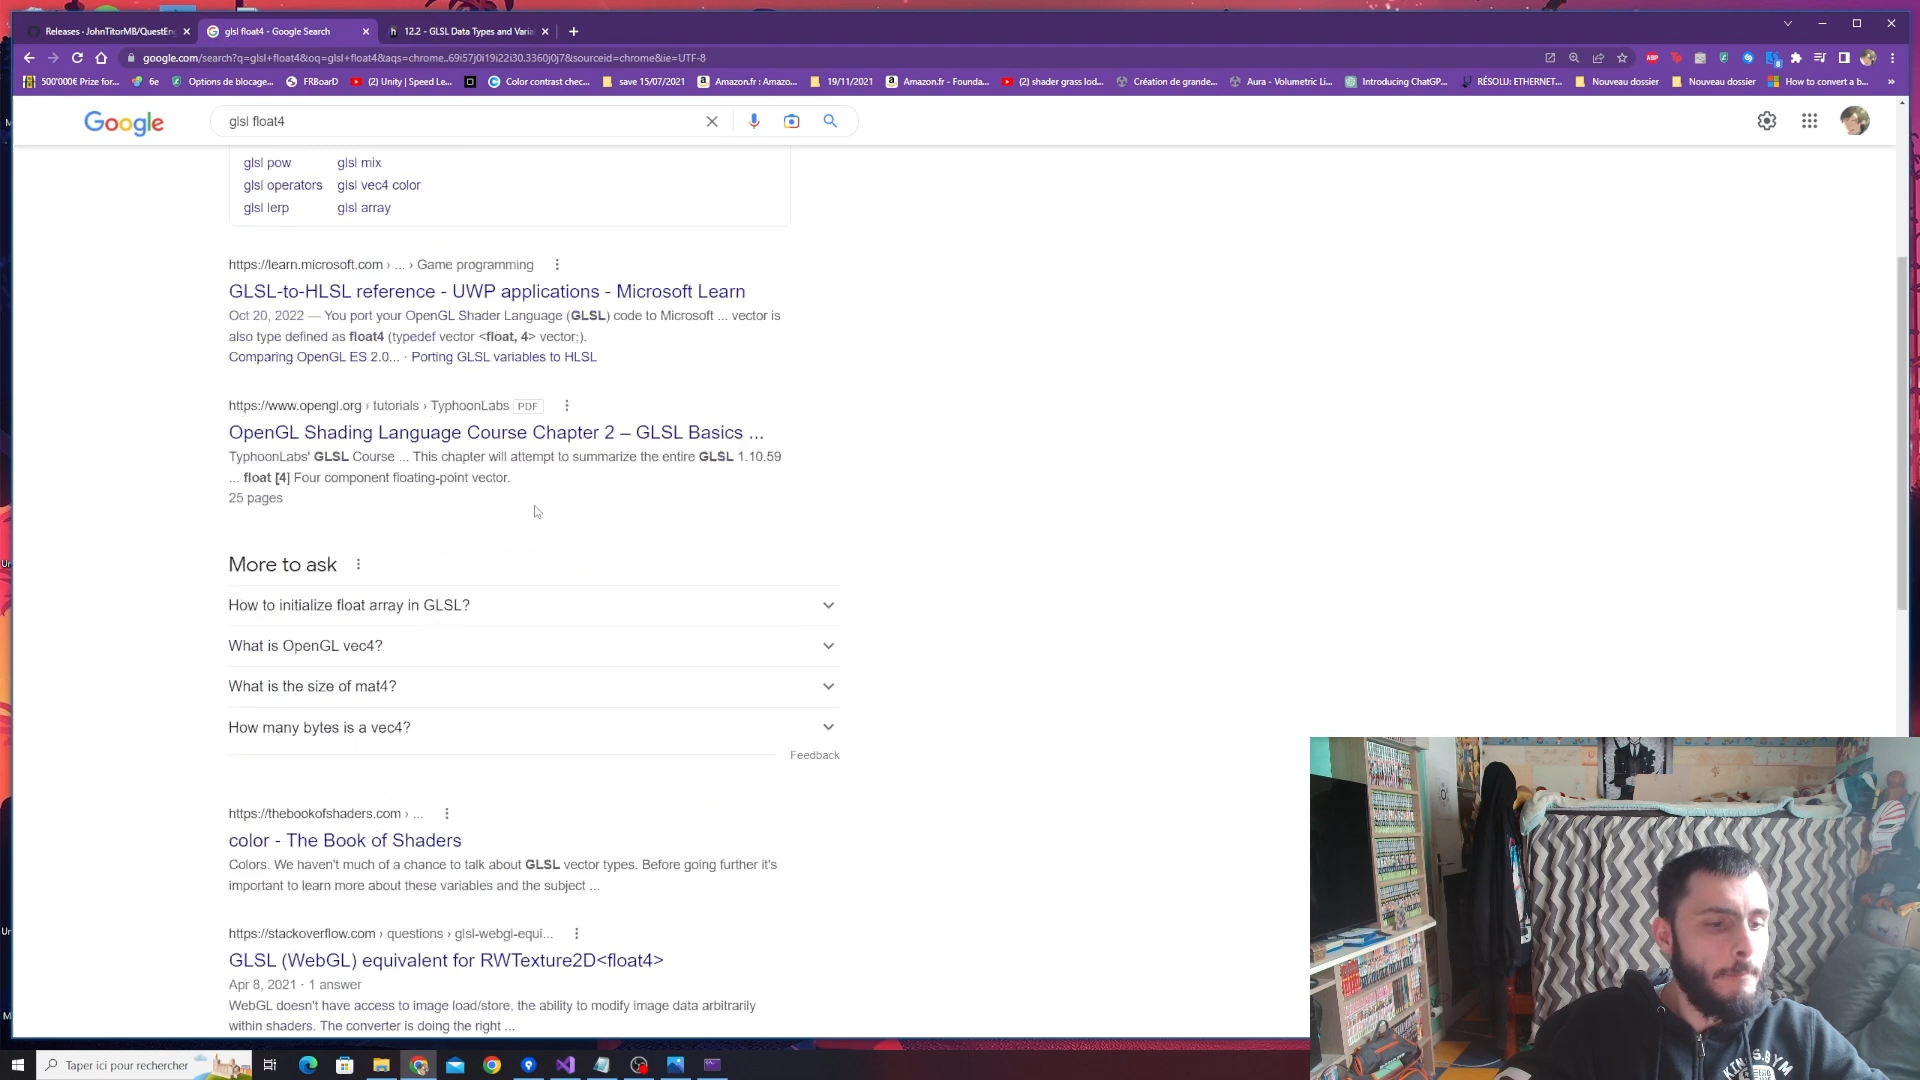 Releases · JohnTitorMB/QuestEng
glsl float4 - Google Search
12.2 - GLSL Data Types and Varia
google.com/search?q=glsl+float4&oq=glsl+float4&aqs=chrome..69i57j0i19i22i30.3360j0j7&sourceid=chrome&ie=UTF-8
500'000€ Prize for...
6e
Options de blocage...
FRBoarD
(2) Unity | Speed Le...
Color contrast chec...
save 15/07/2021
Amazon.fr : Amazo...
19/11/2021
Amazon.fr - Founda...
(2) shader grass lod...
Création de grande...
Aura - Volumetric Li...
Introducing ChatGP...
RÉSOLU: ETHERNET...
Nouveau dossier
Nouveau dossier
How to convert a b...
»
Google
glsl float4
glsl pow
glsl mix
glsl operators
glsl vec4 color
glsl lerp
glsl array
https://learn.microsoft.com › ... › Game programming
GLSL-to-HLSL reference - UWP applications - Microsoft Learn
Oct 20, 2022 — You port your OpenGL Shader Language (GLSL) code to Microsoft ... vector is
also type defined as float4 (typedef vector <float, 4> vector;).
Comparing OpenGL ES 2.0... · Porting GLSL variables to HLSL
https://www.opengl.org › tutorials › TyphoonLabs PDF
OpenGL Shading Language Course Chapter 2 – GLSL Basics ...
TyphoonLabs' GLSL Course ... This chapter will attempt to summarize the entire GLSL 1.10.59
... float [4] Four component floating-point vector.
25 pages
More to ask
How to initialize float array in GLSL?
What is OpenGL vec4?
What is the size of mat4?
How many bytes is a vec4?
Feedback
https://thebookofshaders.com › ...
color - The Book of Shaders
Colors. We haven't much of a chance to talk about GLSL vector types. Before going further it's
important to learn more about these variables and the subject ...
https://stackoverflow.com › questions › glsl-webgl-equi...
GLSL (WebGL) equivalent for RWTexture2D<float4>
Apr 8, 2021 · 1 answer
WebGL doesn't have access to image load/store, the ability to modify image data arbitrarily
within shaders. The converter is doing the right ...
Taper ici pour rechercher